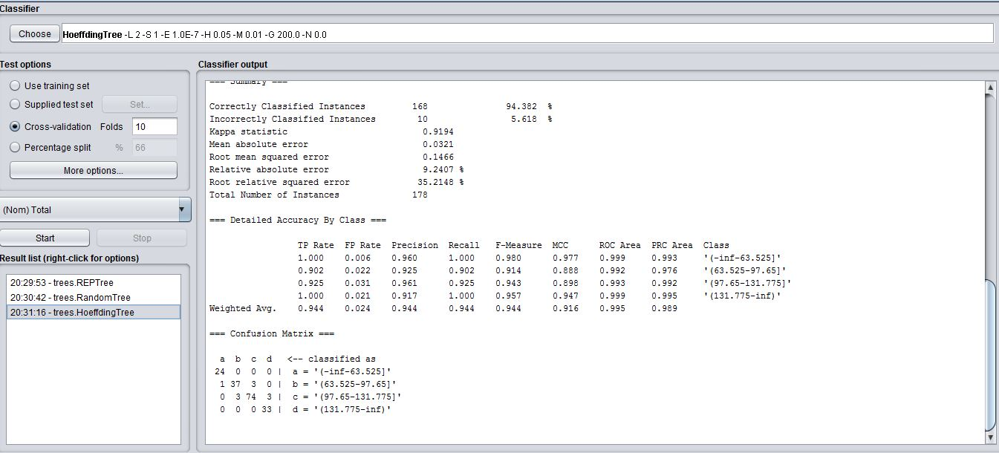 Classifier
Choose HoeffdingTree -L 2 -S 1 -E 1.0E-7 -H 0.05 -M 0.01 -G 200.0 -N 0.0
Test options
Use training set
Supplied test set Set...
Cross-validation Folds 10
Percentage split % 66
More options...
(Nom) Total
Start Stop
Result list (right-click for options)
20:29:53 - trees.REPTree
20:30:42 - trees.RandomTree
20:31:16 - trees.HoeffdingTree
Classifier output
=== Summary ===
Correctly Classified Instances 168 94.382 %
Incorrectly Classified Instances 10 5.618 %
Kappa statistic 0.9194
Mean absolute error 0.0321
Root mean squared error 0.1466
Relative absolute error 9.2407 %
Root relative squared error 35.2148 %
Total Number of Instances 178
=== Detailed Accuracy By Class ===
TP Rate FP Rate Precision Recall F-Measure MCC ROC Area PRC Area Class
1.000 0.006 0.960 1.000 0.980 0.977 0.999 0.993 '(-inf-63.525]'
0.902 0.022 0.925 0.902 0.914 0.888 0.992 0.976 '(63.525-97.65]'
0.925 0.031 0.961 0.925 0.943 0.898 0.993 0.992 '(97.65-131.775]'
1.000 0.021 0.917 1.000 0.957 0.947 0.999 0.995 '(131.775-inf)'
Weighted Avg. 0.944 0.024 0.944 0.944 0.944 0.916 0.995 0.989
=== Confusion Matrix ===
a b c d <-- classified as
24 0 0 0 | a = '(-inf-63.525]'
1 37 3 0 | b = '(63.525-97.65]'
0 3 74 3 | c = '(97.65-131.775]'
0 0 0 33 | d = '(131.775-inf)'